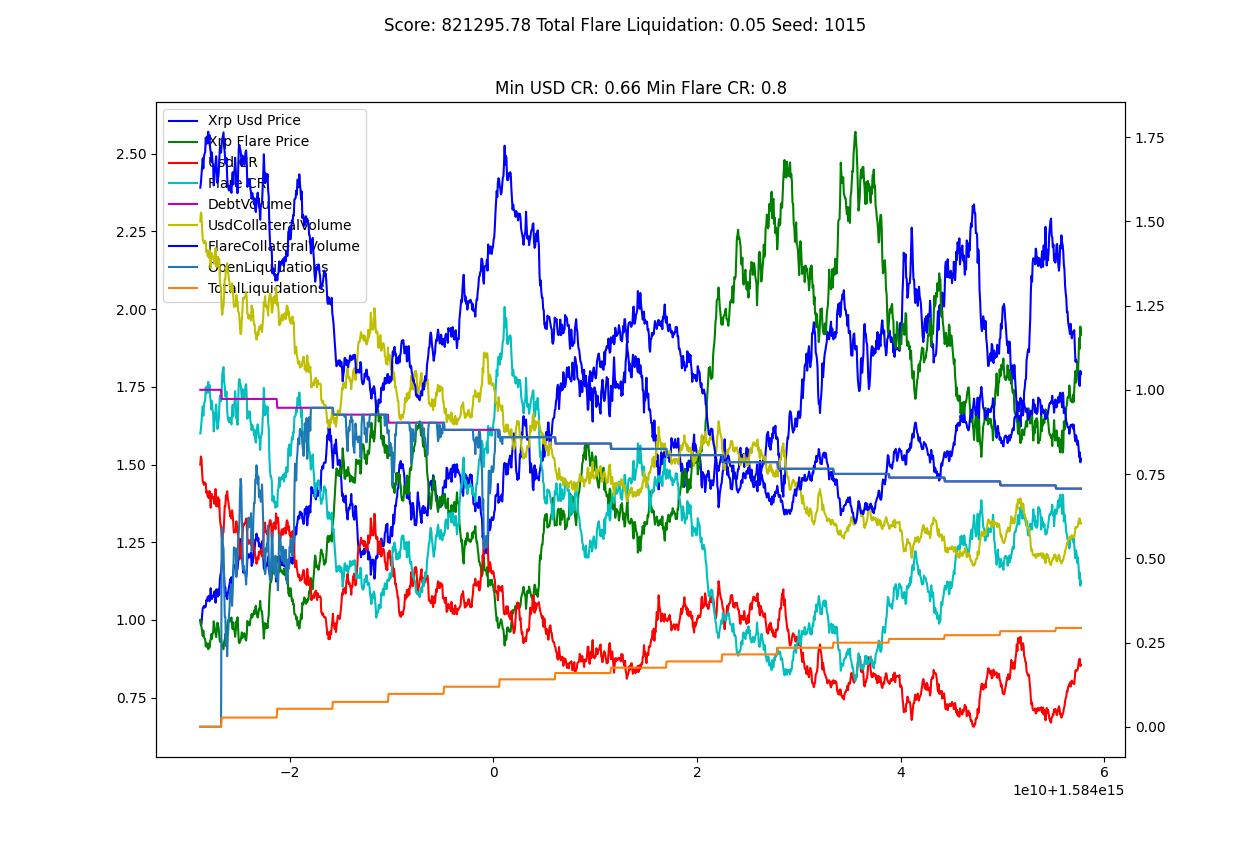 Score: 821295.78 Total Flare Liquidation: 0.05 Seed: 1015
Min USD CR: 0.66 Min Flare CR: 0.8
Xrp Usd Price
Xrp Flare Price
Usd CR
Flare CR
DebtVolume
UsdCollateralVolume
FlareCollateralVolume
OpenLiquidations
TotalLiquidations
2.50
2.25
2.00
1.75
1.50
1.25
1.00
0.75
1.75
1.50
1.25
1.00
0.75
0.50
0.25
0.00
−2 0 2 4 6
1e10+1.584e15